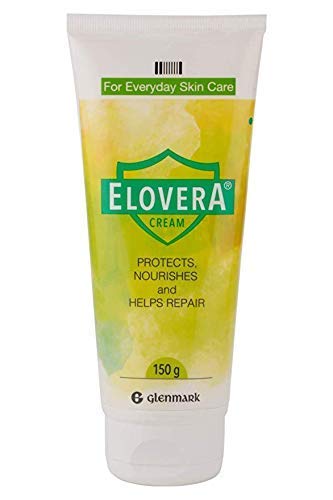 For Everyday Skin Care
ELOVERA®
CREAM
PROTECTS,
NOURISHES
and
HELPS REPAIR
150 g
Glenmark